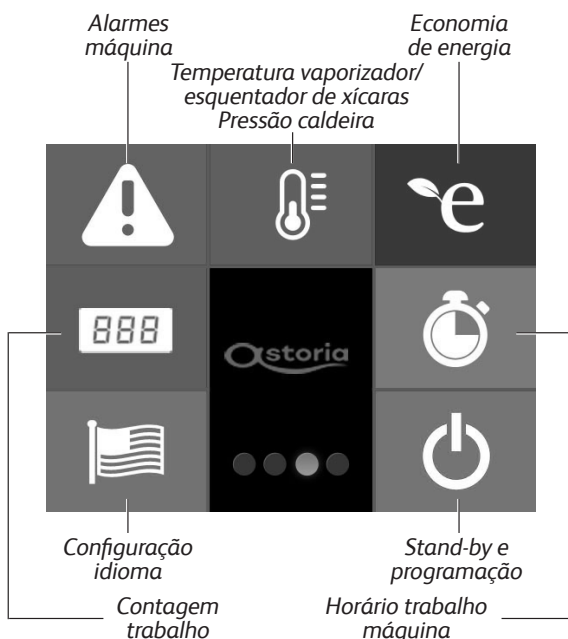 Alarmes
máquina
Economia
de energia
Temperatura vaporizador/
esquentador de xícaras
Pressão caldeira
e
888
astoria
Configuração
idioma
Stand-by e
programação
Contagem
trabalho
Horário trabalho
máquina